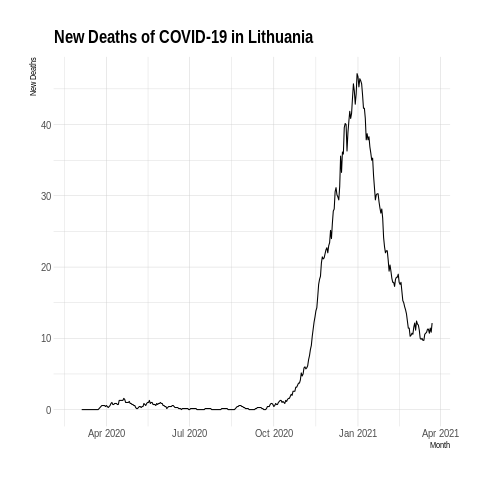 New Deaths of COVID-19 in Lithuania
New Deaths
40
30
20
10
0
Apr 2020 Jul 2020 Oct 2020 Jan 2021 Apr 2021
Month